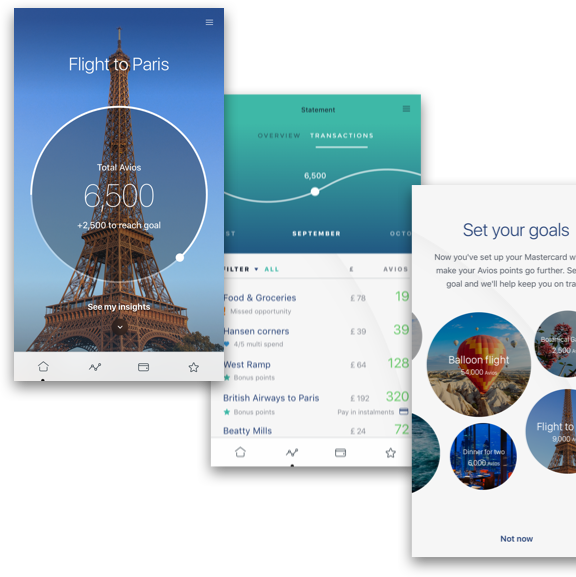 Flight to Paris
Total Avios
6,500
+2,500 to reach goal
See my insights
Statement
OVERVIEW TRANSACTIONS
6,500
ST SEPTEMBER OCTO
FILTER ALL £ AVIOS
Food & Groceries £ 78 19
Missed opportunity
Hansen corners £ 39 39
4/5 multi spend
West Ramp £ 64 128
Bonus points
British Airways to Paris £ 192 320
Bonus points Pay in instalments
Beatty Mills £ 24 72
Set your goals
Now you've set up your Mastercard w
make your Avios points go further. Se
goal and we'll help keep you on tra
Balloon flight
54,000 Avios
Botanical Ga
2,500 A
Flight to
9,000 A
Dinner for two
6,000 Avios
Not now